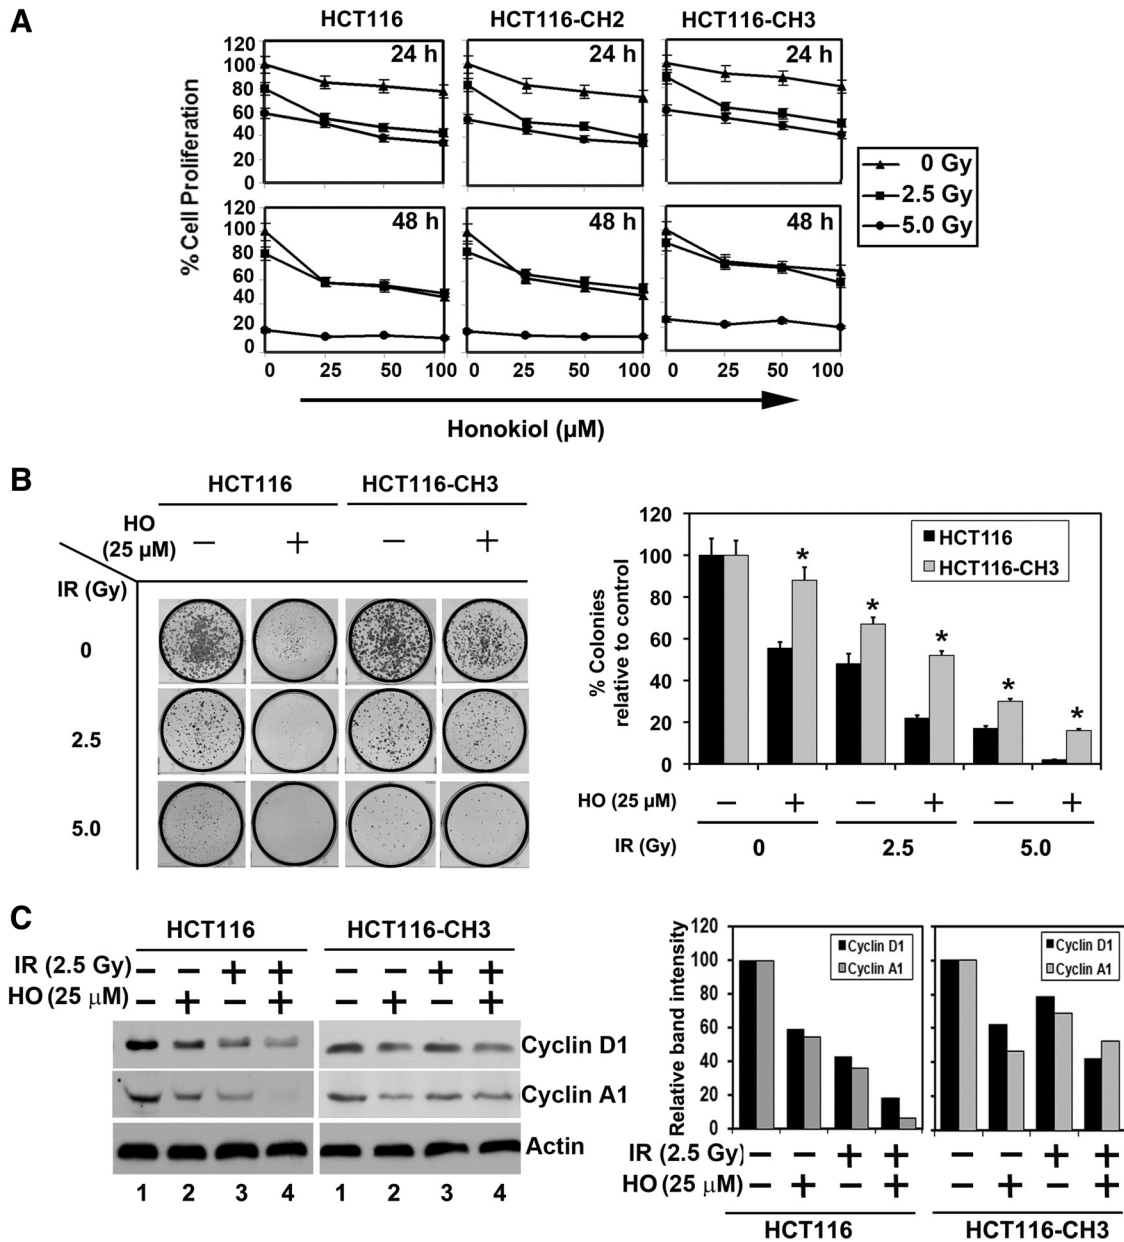 A
HCT116 HCT116-CH2 HCT116-CH3
% Cell Proliferation
120 24 h 24 h 24 h
100
80
60
40
20
0
0 Gy
2.5 Gy
5.0 Gy
120 48 h 48 h 48 h
100
80
60
40
20
0
0 25 50 100 0 25 50 100 0 25 50 100
Honokiol (µM)
B
HCT116 HCT116-CH3
HO
(25 µM) − + − +
IR (Gy)
0
2.5
5.0
% Colonies
relative to control
120
100
80
60
40
20
0
HCT116
HCT116-CH3
* * * * *
HO (25 µM) − + − + − +
IR (Gy) 0 2.5 5.0
C
HCT116 HCT116-CH3
IR (2.5 Gy) − − + + − − + +
HO (25 µM) − + − + − + − +
Cyclin D1
Cyclin A1
Actin
1 2 3 4 1 2 3 4
Relative band intensity
120
100
80
60
40
20
0
Cyclin D1
Cyclin A1
Cyclin D1
Cyclin A1
IR (2.5 Gy) − − + + − − + +
HO (25 µM) − + − + − + − +
HCT116 HCT116-CH3